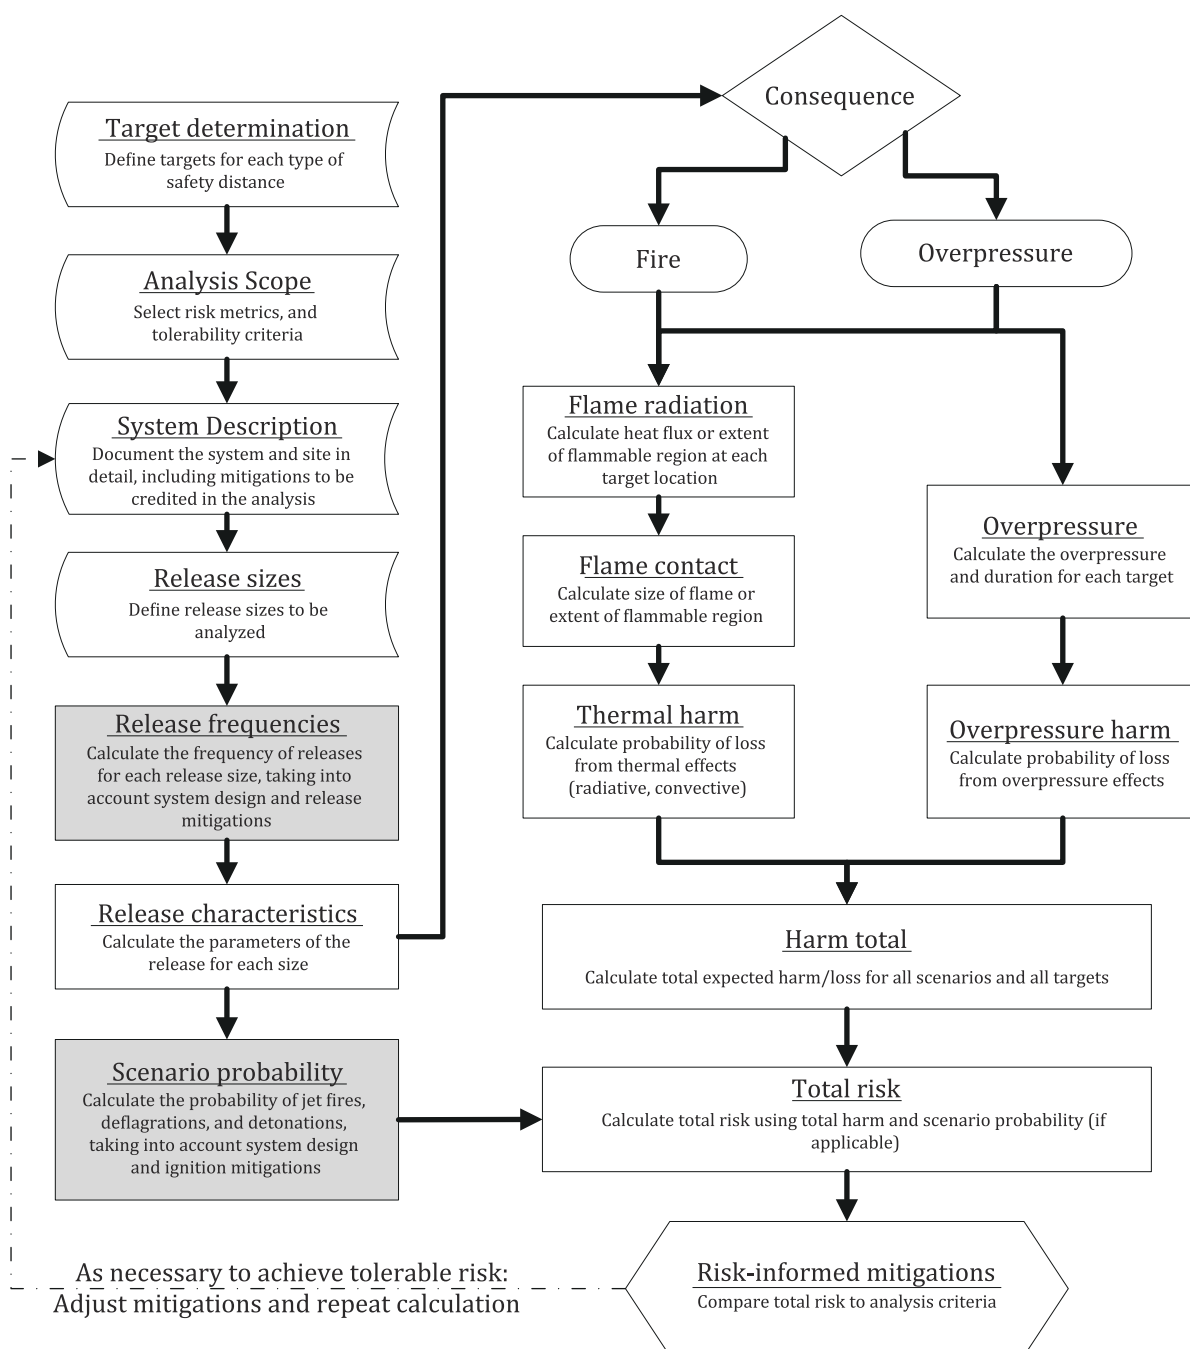 Target determination
Define targets for each type of
safety distance
Analysis Scope
Select risk metrics, and
tolerability criteria
System Description
Document the system and site in
detail, including mitigations to be
credited in the analysis
Release sizes
Define release sizes to be
analyzed
Release frequencies
Calculate the frequency of releases
for each release size, taking into
account system design and release
mitigations
Release characteristics
Calculate the parameters of the
release for each size
Scenario probability
Calculate the probability of jet fires,
deflagrations, and detonations,
taking into account system design
and ignition mitigations
Consequence
Fire
Overpressure
Flame radiation
Calculate heat flux or extent
of flammable region at each
target location
Flame contact
Calculate size of flame or
extent of flammable region
Thermal harm
Calculate probability of loss
from thermal effects
(radiative, convective)
Overpressure
Calculate the overpressure
and duration for each target
Overpressure harm
Calculate probability of loss
from overpressure effects
Harm total
Calculate total expected harm/loss for all scenarios and all targets
Total risk
Calculate total risk using total harm and scenario probability (if
applicable)
Risk-informed mitigations
Compare total risk to analysis criteria
As necessary to achieve tolerable risk:
Adjust mitigations and repeat calculation